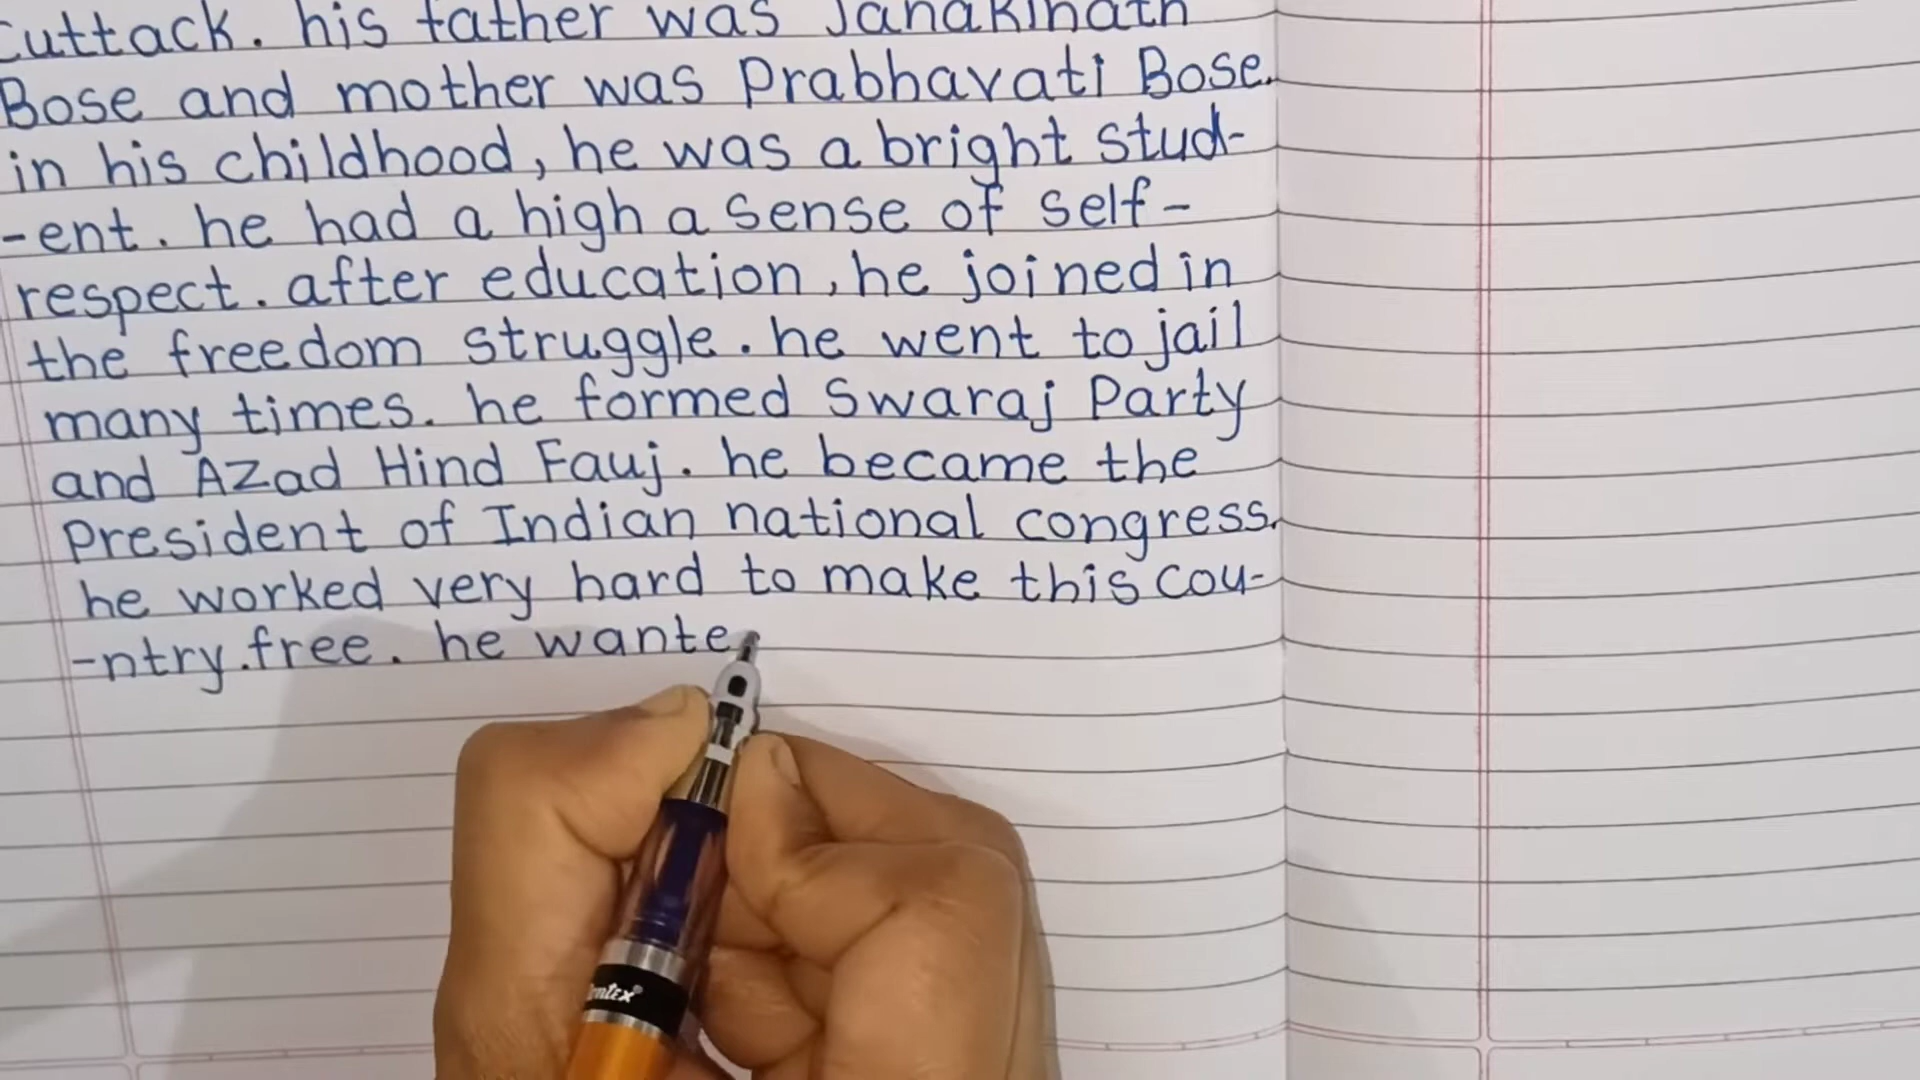 cuttack. his father was Janakinath
Bose and mother was Prabhavati Bose.
in his childhood, he was a bright stud-
-ent. he had a high a sense of self-
respect. after education, he joined in
the freedom struggle. he went to jail
many times. he formed Swaraj Party
and AZad Hind Fauj. he became the
President of Indian national congress.
he worked very hard to make this cou-
-ntry.free. he wante